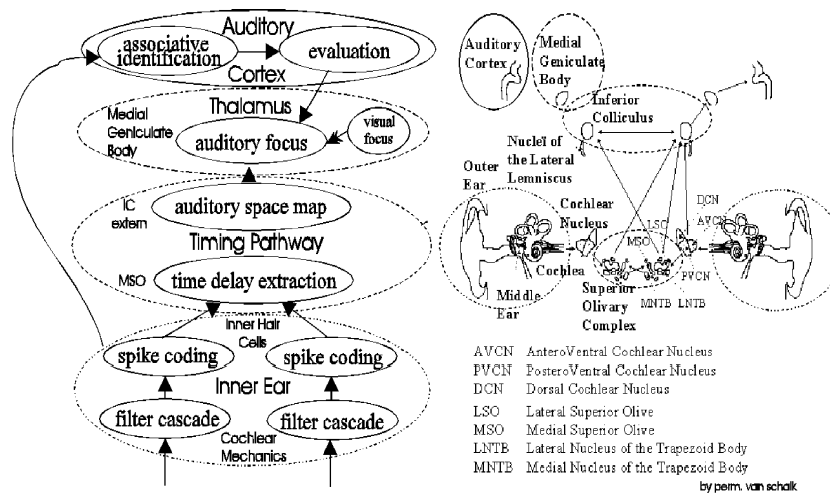 Auditory
associative
identification
evaluation
Cortex
Thalamus
Medial
Geniculate
Body
visual
focus
auditory focus
IC
extern
auditory space map
Timing Pathway
MSO
time delay extraction
Inner Hair
Cells
spike coding
spike coding
Inner Ear
filter cascade
filter cascade
Cochlear
Mechanics
Auditory
Cortex
Medial
Geniculate
Body
Inferior
Colliculus
Nuclei of
the Lateral
Lemniscus
Outer
Ear
Cochlear
Nucleus
DCN
LSO
AVCN
MSO
Cochlea
PVCN
Middle
Ear
Superior
Olivary
Complex
MNTB
LNTB
AVCN AnteroVentral Cochlear Nucleus
PVCN PosteroVentral Cochlear Nucleus
DCN Dorsal Cochlear Nucleus
LSO Lateral Superior Olive
MSO Medial Superior Olive
LNTB Lateral Nucleus of the Trapezoid Body
MNTB Medial Nucleus of the Trapezoid Body
by perm. van schaik